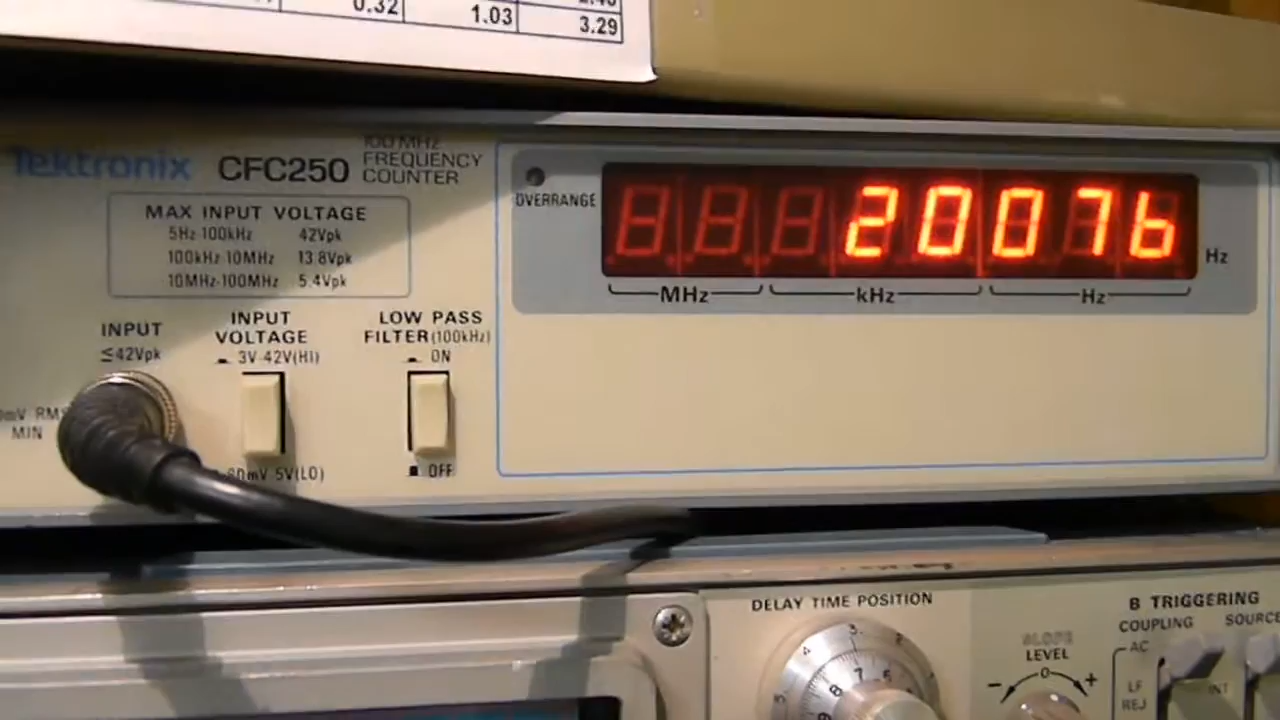 0.32 1.03
3.29
Tektronix CFC250 100 MHz
FREQUENCY
COUNTER
MAX INPUT VOLTAGE
5Hz-100kHz 42Vpk
100kHz-10MHz 13.8Vpk
10MHz-100MHz 5.4Vpk
OVERRANGE
20076
Hz
MHz kHz Hz
INPUT
≤42Vpk
INPUT
VOLTAGE
3V-42V(HI)
LOW PASS
FILTER(100kHz)
ON
mV RMS
MIN
80mV-5V(LO)
OFF
DELAY TIME POSITION
SLOPE
LEVEL
- 0 +
B TRIGGERING
COUPLING SOURCE
AC
LF
REJ
INT